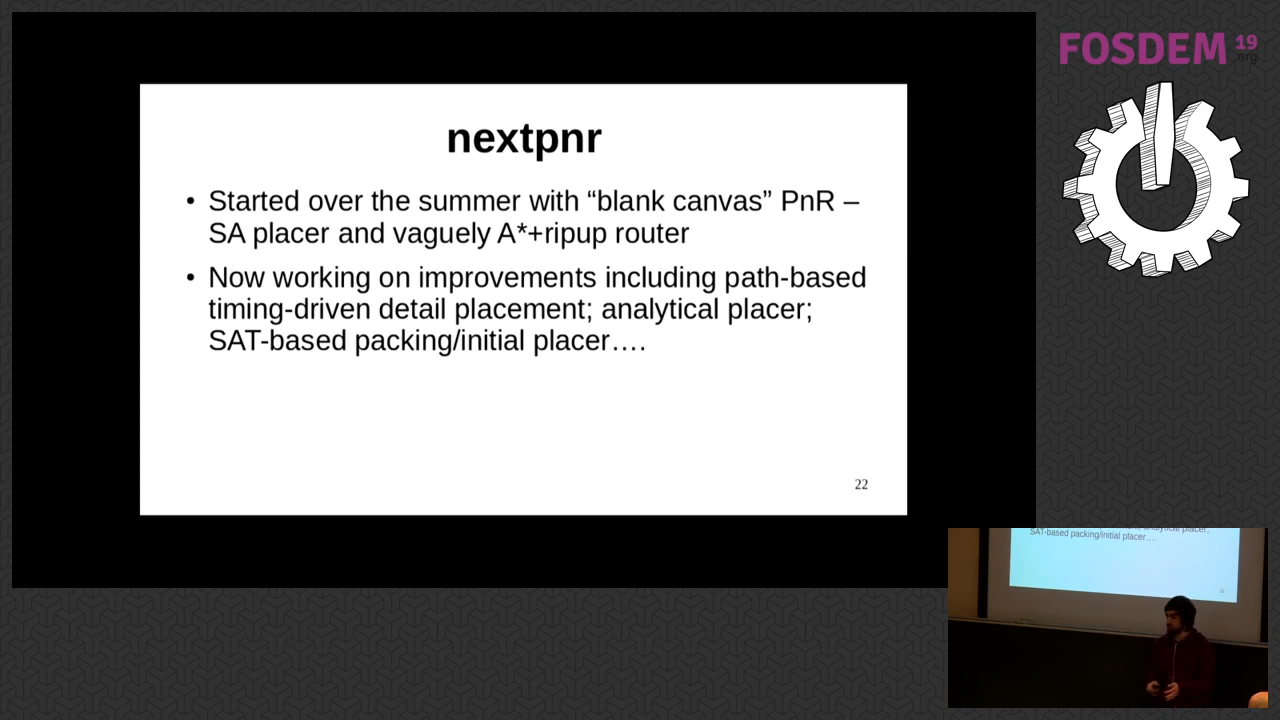 FOSDEM 19
.org
nextpnr
• Started over the summer with “blank canvas” PnR –
SA placer and vaguely A*+ripup router
• Now working on improvements including path-based
timing-driven detail placement; analytical placer;
SAT-based packing/initial placer….
22
analytical placer;
SAT-based packing/initial placer….